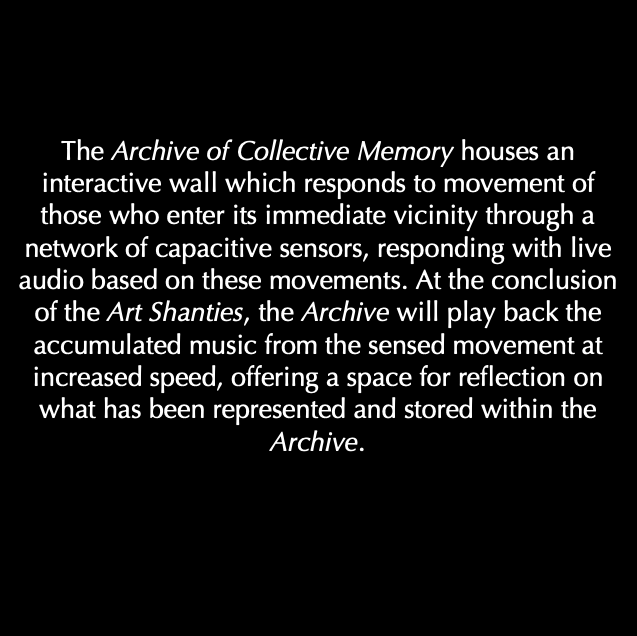 The Archive of Collective Memory houses an
interactive wall which responds to movement of
those who enter its immediate vicinity through a
network of capacitive sensors, responding with live
audio based on these movements. At the conclusion
of the Art Shanties, the Archive will play back the
accumulated music from the sensed movement at
increased speed, offering a space for reflection on
what has been represented and stored within the
Archive.